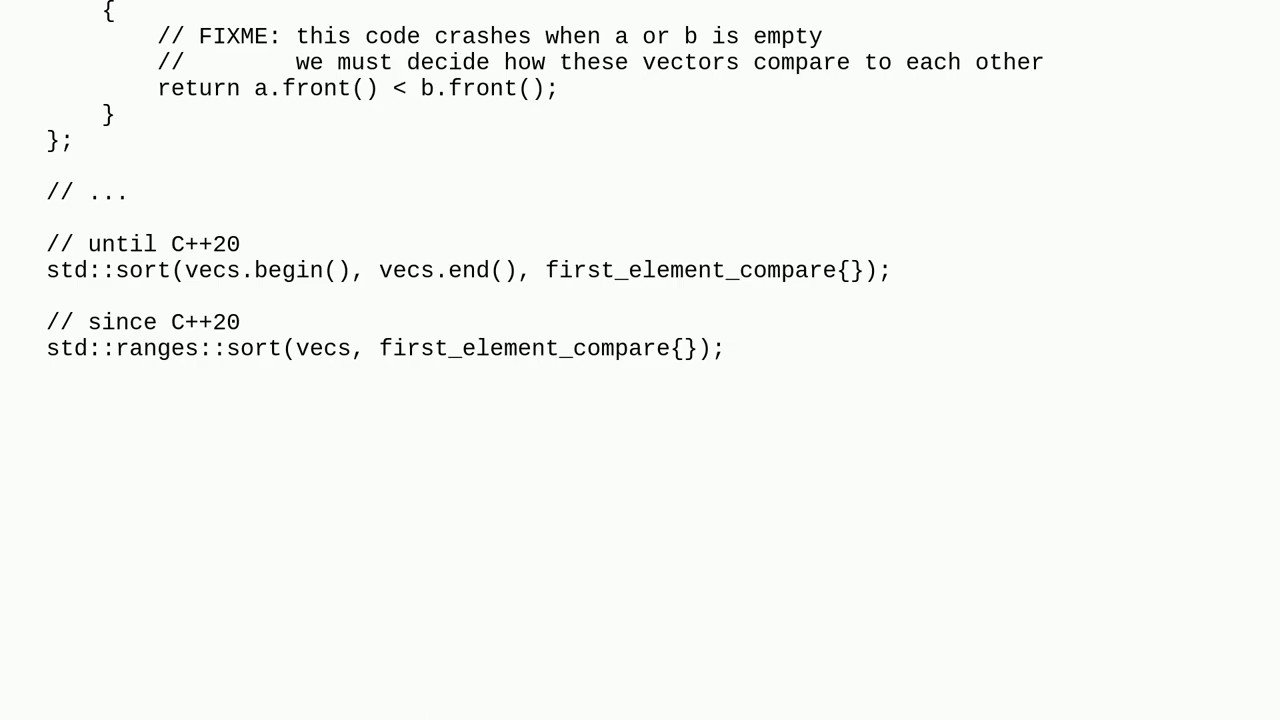 {
// FIXME: this code crashes when a or b is empty
//        we must decide how these vectors compare to each other
return a.front() < b.front();
}
};
// ...
// until C++20
std::sort(vecs.begin(), vecs.end(), first_element_compare{});
// since C++20
std::ranges::sort(vecs, first_element_compare{});